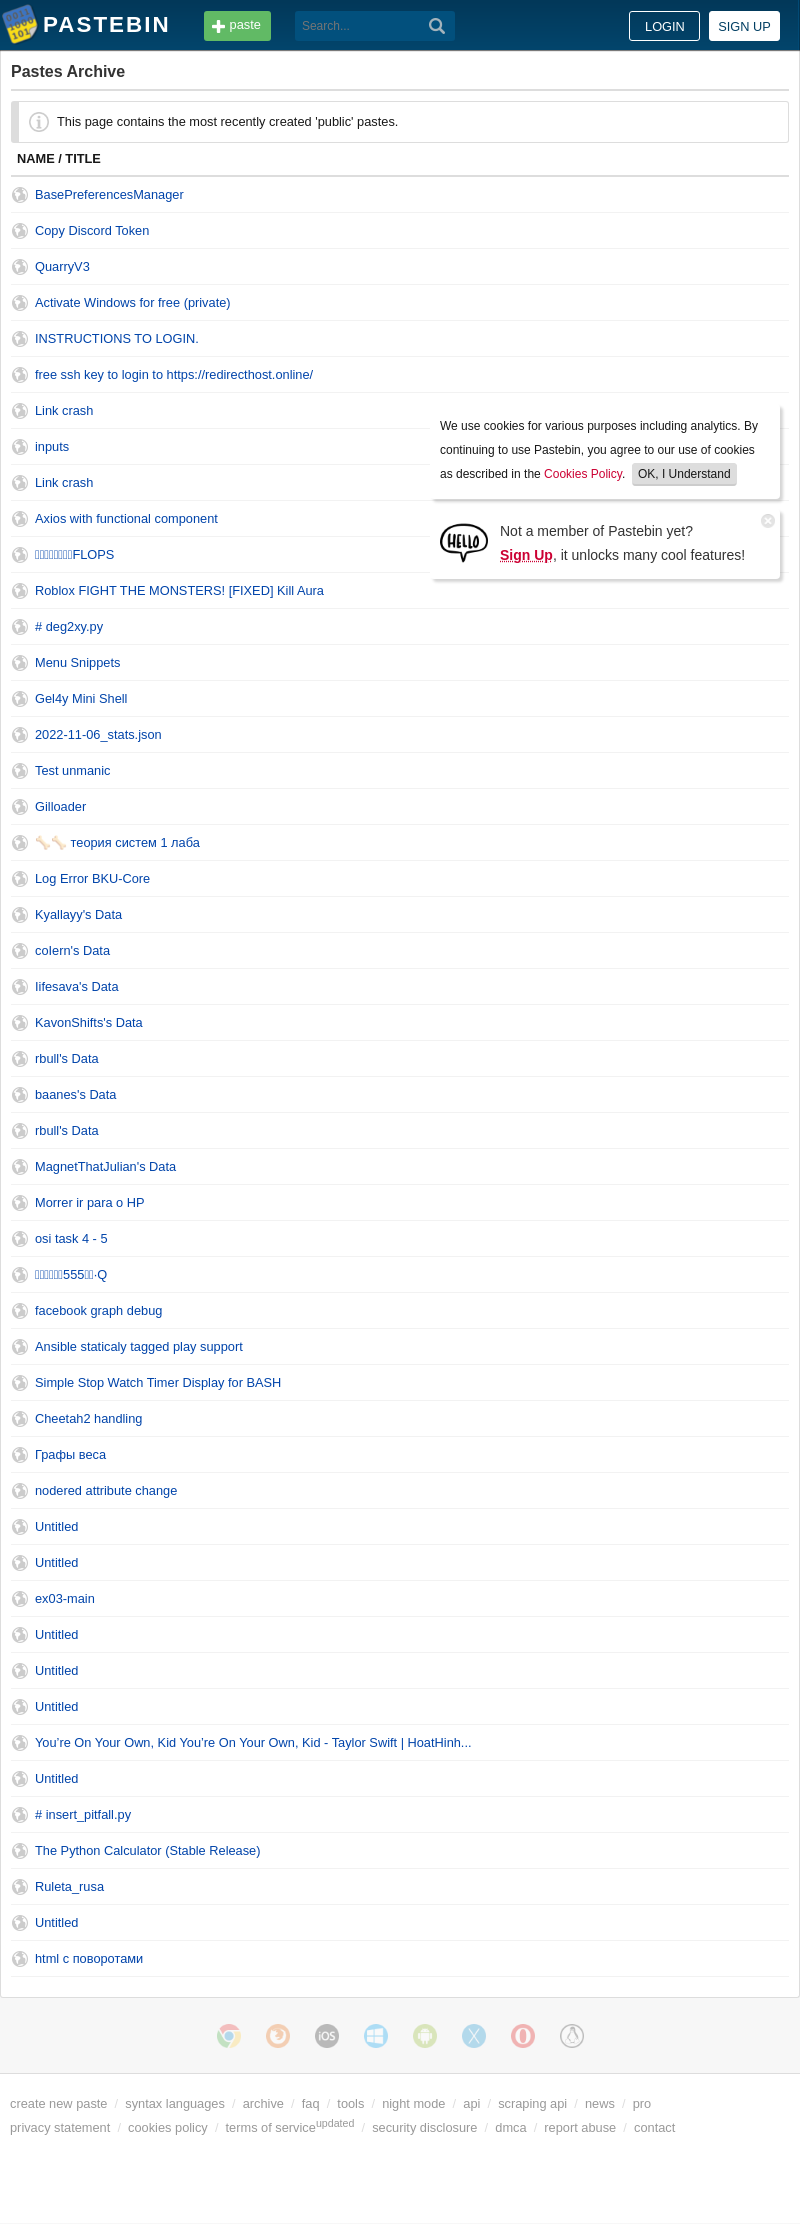 PASTEBIN
paste
Search...
LOGIN
SIGN UP
Pastes Archive
This page contains the most recently created 'public' pastes.
NAME / TITLE
BasePreferencesManager
Copy Discord Token
QuarryV3
Activate Windows for free (private)
INSTRUCTIONS TO LOGIN.
free ssh key to login to https://redirecthost.online/
Link crash
inputs
Link crash
Axios with functional component
FLOPS
Roblox FIGHT THE MONSTERS! [FIXED] Kill Aura
We use cookies for various purposes including analytics. By
continuing to use Pastebin, you agree to our use of cookies
as described in the Cookies Policy. OK, I Understand
HELLO
Not a member of Pastebin yet?
Sign Up, it unlocks many cool features!
# deg2xy.py
Menu Snippets
Gel4y Mini Shell
2022-11-06_stats.json
Test unmanic
Gilloader
🦴🦴 теория систем 1 лаба
Log Error BKU-Core
Kyallayy's Data
colern's Data
lifesava's Data
KavonShifts's Data
rbull's Data
baanes's Data
rbull's Data
MagnetThatJulian's Data
Morrer ir para o HP
osi task 4 - 5
555·Q
facebook graph debug
Ansible staticaly tagged play support
Simple Stop Watch Timer Display for BASH
Cheetah2 handling
Графы веса
nodered attribute change
Untitled
Untitled
ex03-main
Untitled
Untitled
Untitled
You’re On Your Own, Kid You’re On Your Own, Kid - Taylor Swift | HoatHinh...
Untitled
# insert_pitfall.py
The Python Calculator (Stable Release)
Ruleta_rusa
Untitled
html с поворотами
iOS
create new paste / syntax languages / archive / faq / tools / night mode / api / scraping api / news / pro
privacy statement / cookies policy / terms of service updated / security disclosure / dmca / report abuse / contact